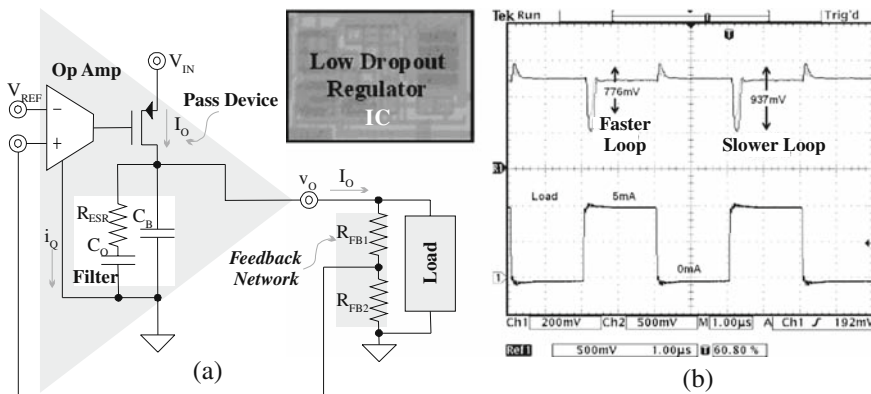 Op Amp
V_IN
V_REF
Pass Device
I_O
R_ESR
C_B
C_O
i_Q
Filter
v_O
I_O
R_FB1
Feedback
Network
R_FB2
Load
(a)
Low Dropout
Regulator
IC
Tek Run
Trig'd
T
776mV
937mV
Faster
Loop
Slower Loop
R1
Load
5mA
0mA
1
Ch1 200mV Ch2 500mV M 1.00µs A Ch1 ∫ 192mV
Ref1 500mV 1.00µs T 60.80 %
(b)